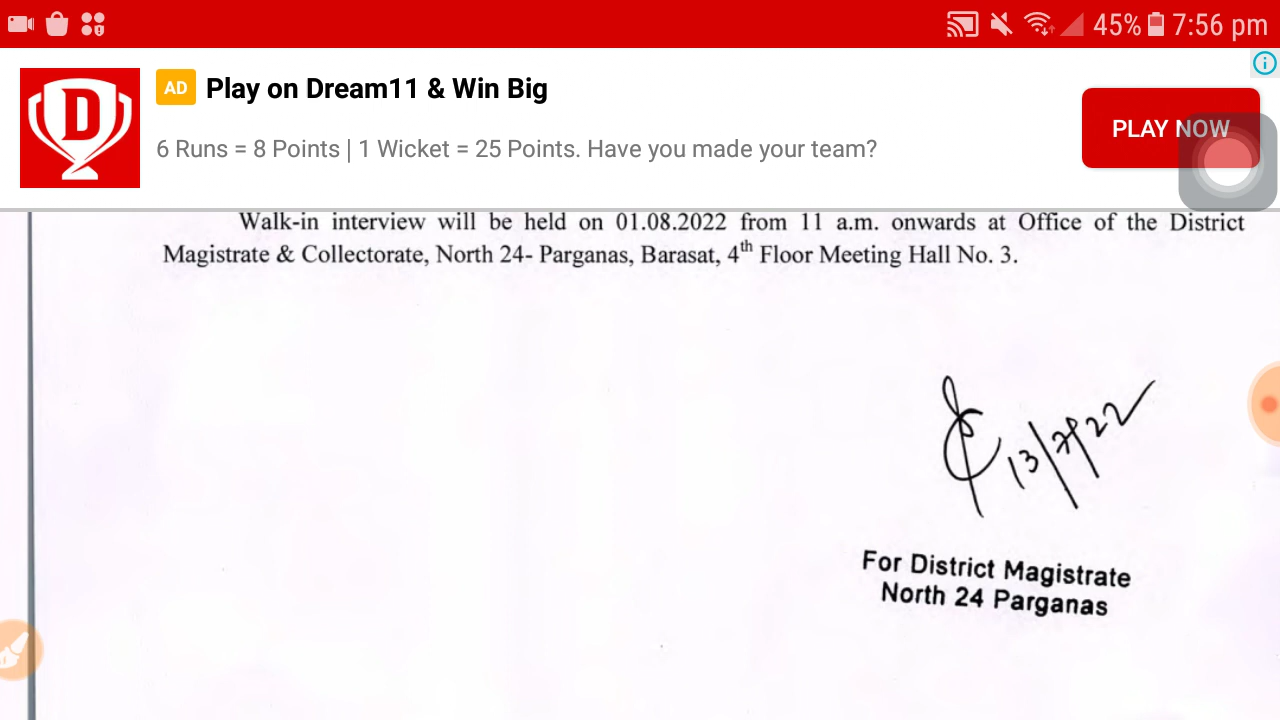 45% 7:56 pm
D
AD Play on Dream11 & Win Big
6 Runs = 8 Points | 1 Wicket = 25 Points. Have you made your team?
PLAY NOW
Walk-in interview will be held on 01.08.2022 from 11 a.m. onwards at Office of the District
Magistrate & Collectorate, North 24- Parganas, Barasat, 4th Floor Meeting Hall No. 3.
13/7/22
For District Magistrate
North 24 Parganas